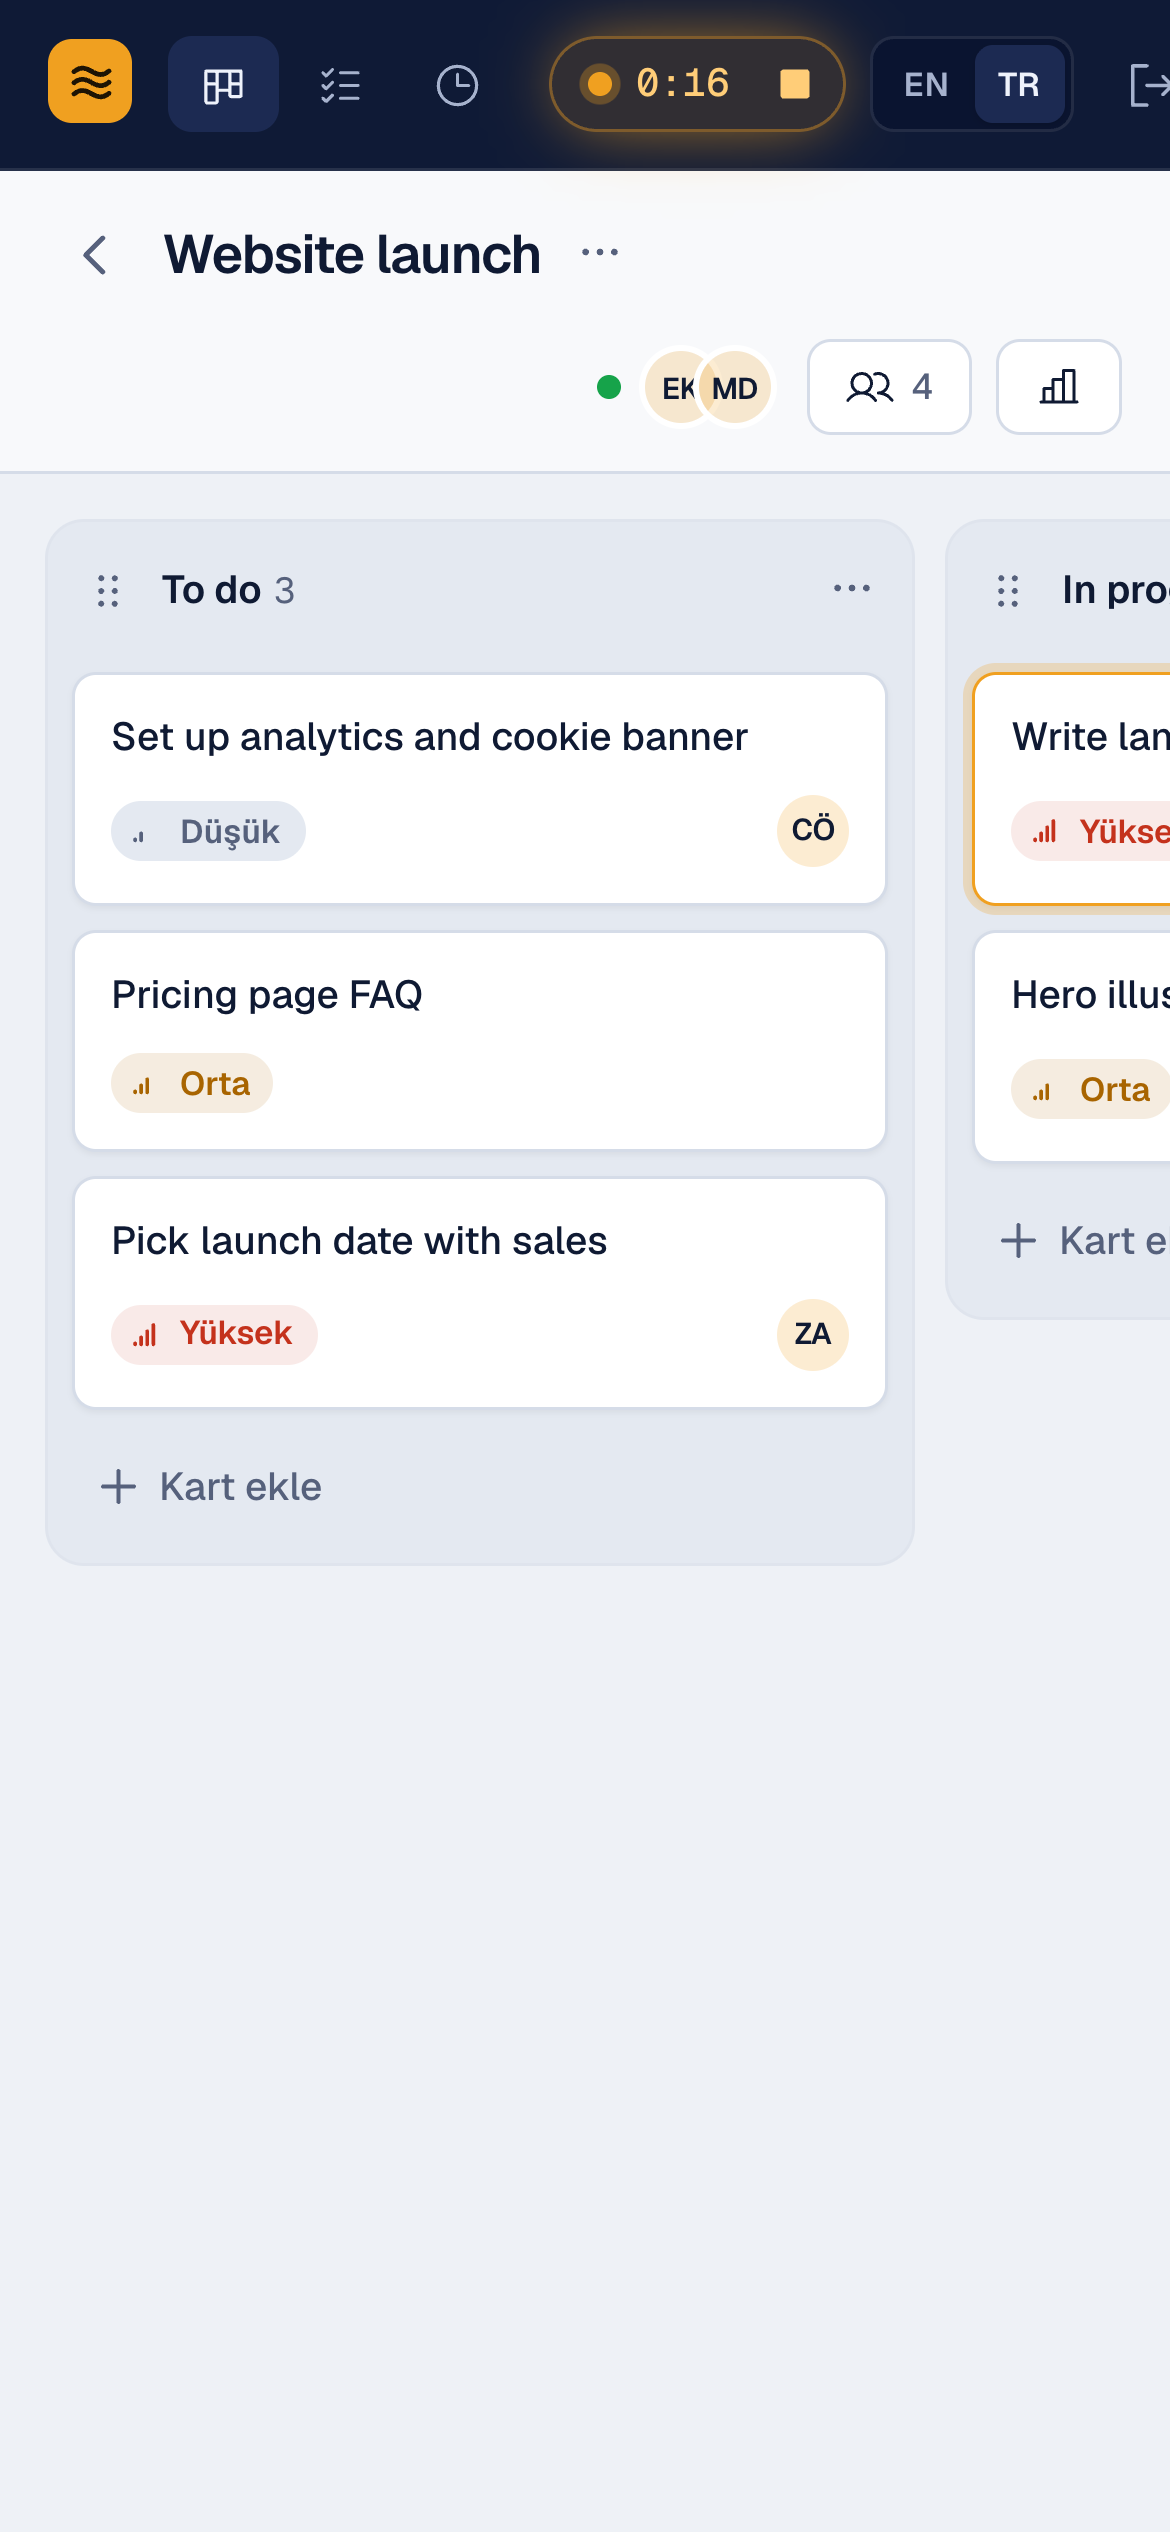 0:16
EN TR
Website launch
EK MD 4
To do 3
Set up analytics and cookie banner
Düşük
CÖ
Pricing page FAQ
Orta
Pick launch date with sales
Yüksek
ZA
Kart ekle
In pro
Write lan
Yükse
Hero illus
Orta
Kart e